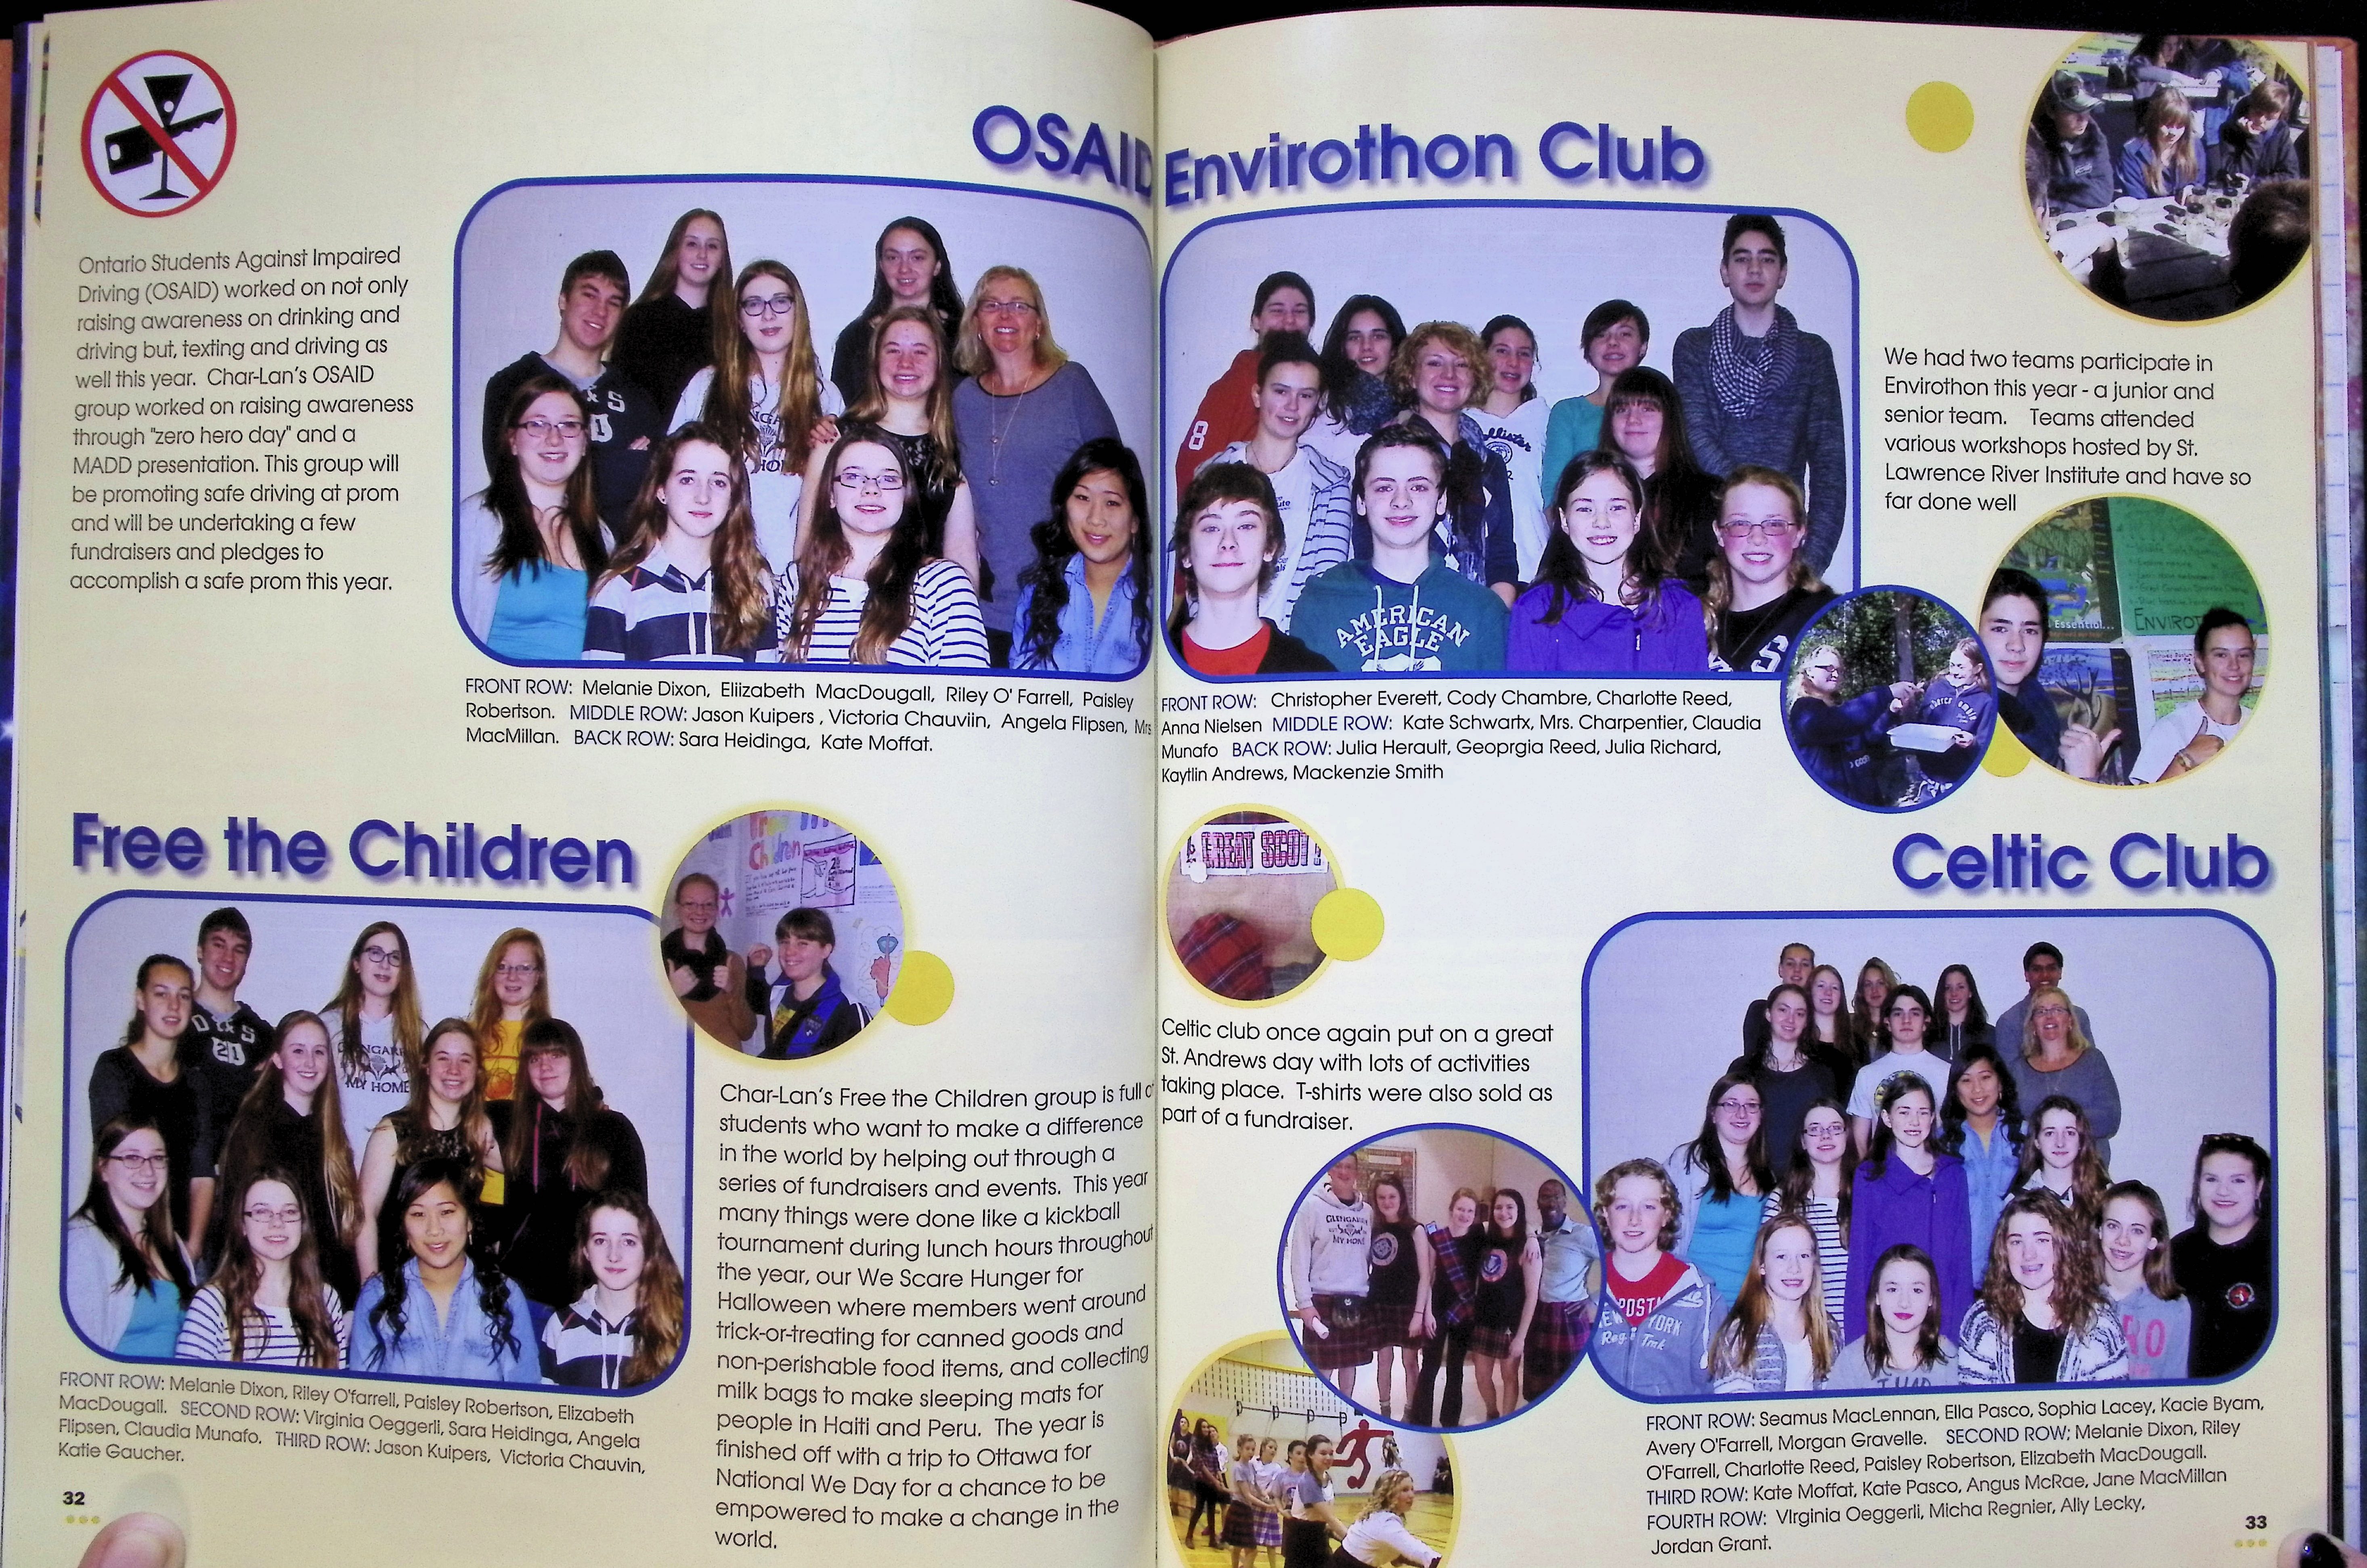 OSAID
Ontario Students Against Impaired
Driving (OSAID) worked on not only
raising awareness on drinking and
driving but, texting and driving as
well this year. Char-Lan's OSAID
group worked on raising awareness
through "zero hero day" and a
MADD presentation. This group will
be promoting safe driving at prom
and will be undertaking a few
fundraisers and pledges to
accomplish a safe prom this year.
FRONT ROW: Melanie Dixon, Eliizabeth MacDougall, Riley O' Farrell, Paisley
Robertson. MIDDLE ROW: Jason Kuipers , Victoria Chauviin, Angela Flipsen, Mrs
MacMillan. BACK ROW: Sara Heidinga, Kate Moffat.
Free the Children
Free
Children
D X S
21
GLENGARRY
MY HOME
Char-Lan's Free the Children group is full of
students who want to make a difference
in the world by helping out through a
series of fundraisers and events. This year
many things were done like a kickball
tournament during lunch hours throughout
the year, our We Scare Hunger for
Halloween where members went around
trick-or-treating for canned goods and
non-perishable food items, and collecting
milk bags to make sleeping mats for
people in Haiti and Peru. The year is
finished off with a trip to Ottawa for
National We Day for a chance to be
empowered to make a change in the
world.
FRONT ROW: Melanie Dixon, Riley O'farrell, Paisley Robertson, Elizabeth
MacDougall. SECOND ROW: Virginia Oeggerli, Sara Heidinga, Angela
Flipsen, Claudia Munafo. THIRD ROW: Jason Kuipers, Victoria Chauvin,
Katie Gaucher.
32
Envirothon Club
8
AMERICAN
EAGLE
We had two teams participate in
Envirothon this year - a junior and
senior team. Teams attended
various workshops hosted by St.
Lawrence River Institute and have so
far done well
Essential...
ENVIROT
FRONT ROW: Christopher Everett, Cody Chambre, Charlotte Reed,
Anna Nielsen MIDDLE ROW: Kate Schwartx, Mrs. Charpentier, Claudia
Munafo BACK ROW: Julia Herault, Geoprgia Reed, Julia Richard,
Kaytlin Andrews, Mackenzie Smith
Celtic Club
GREAT SCOT
Celtic club once again put on a great
St. Andrews day with lots of activities
taking place. T-shirts were also sold as
part of a fundraiser.
GLENGARRY
MY HOME
NEW YORK
FRONT ROW: Seamus MacLennan, Ella Pasco, Sophia Lacey, Kacie Byam,
Avery O'Farrell, Morgan Gravelle. SECOND ROW: Melanie Dixon, Riley
O'Farrell, Charlotte Reed, Paisley Robertson, Elizabeth MacDougall.
THIRD ROW: Kate Moffat, Kate Pasco, Angus McRae, Jane MacMillan
FOURTH ROW: VIrginia Oeggerli, Micha Regnier, Ally Lecky,
Jordan Grant.
33